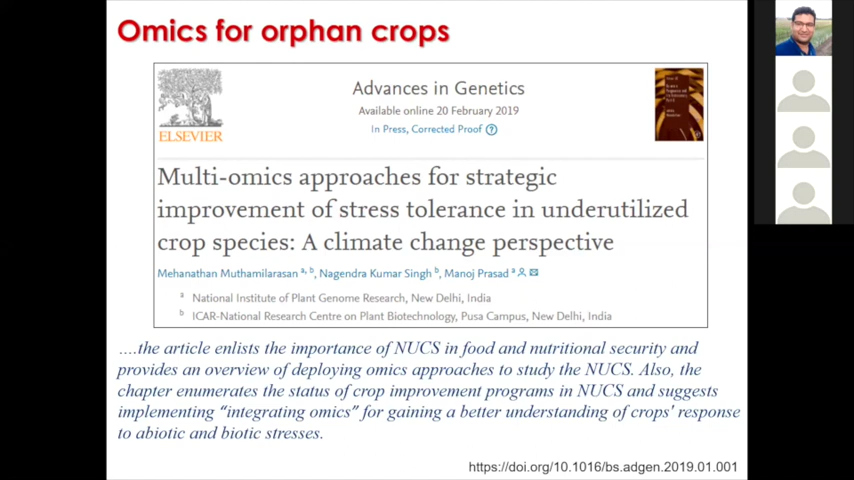 Omics for orphan crops
ELSEVIER
Advances in Genetics
Available online 20 February 2019
In Press, Corrected Proof ?
Multi-omics approaches for strategic
improvement of stress tolerance in underutilized
crop species: A climate change perspective
Mehanathan Muthamilarasan a, b, Nagendra Kumar Singh b, Manoj Prasad a
a National Institute of Plant Genome Research, New Delhi, India
b ICAR-National Research Centre on Plant Biotechnology, Pusa Campus, New Delhi, India
….the article enlists the importance of NUCS in food and nutritional security and
provides an overview of deploying omics approaches to study the NUCS. Also, the
chapter enumerates the status of crop improvement programs in NUCS and suggests
implementing “integrating omics” for gaining a better understanding of crops' response
to abiotic and biotic stresses.
https://doi.org/10.1016/bs.adgen.2019.01.001